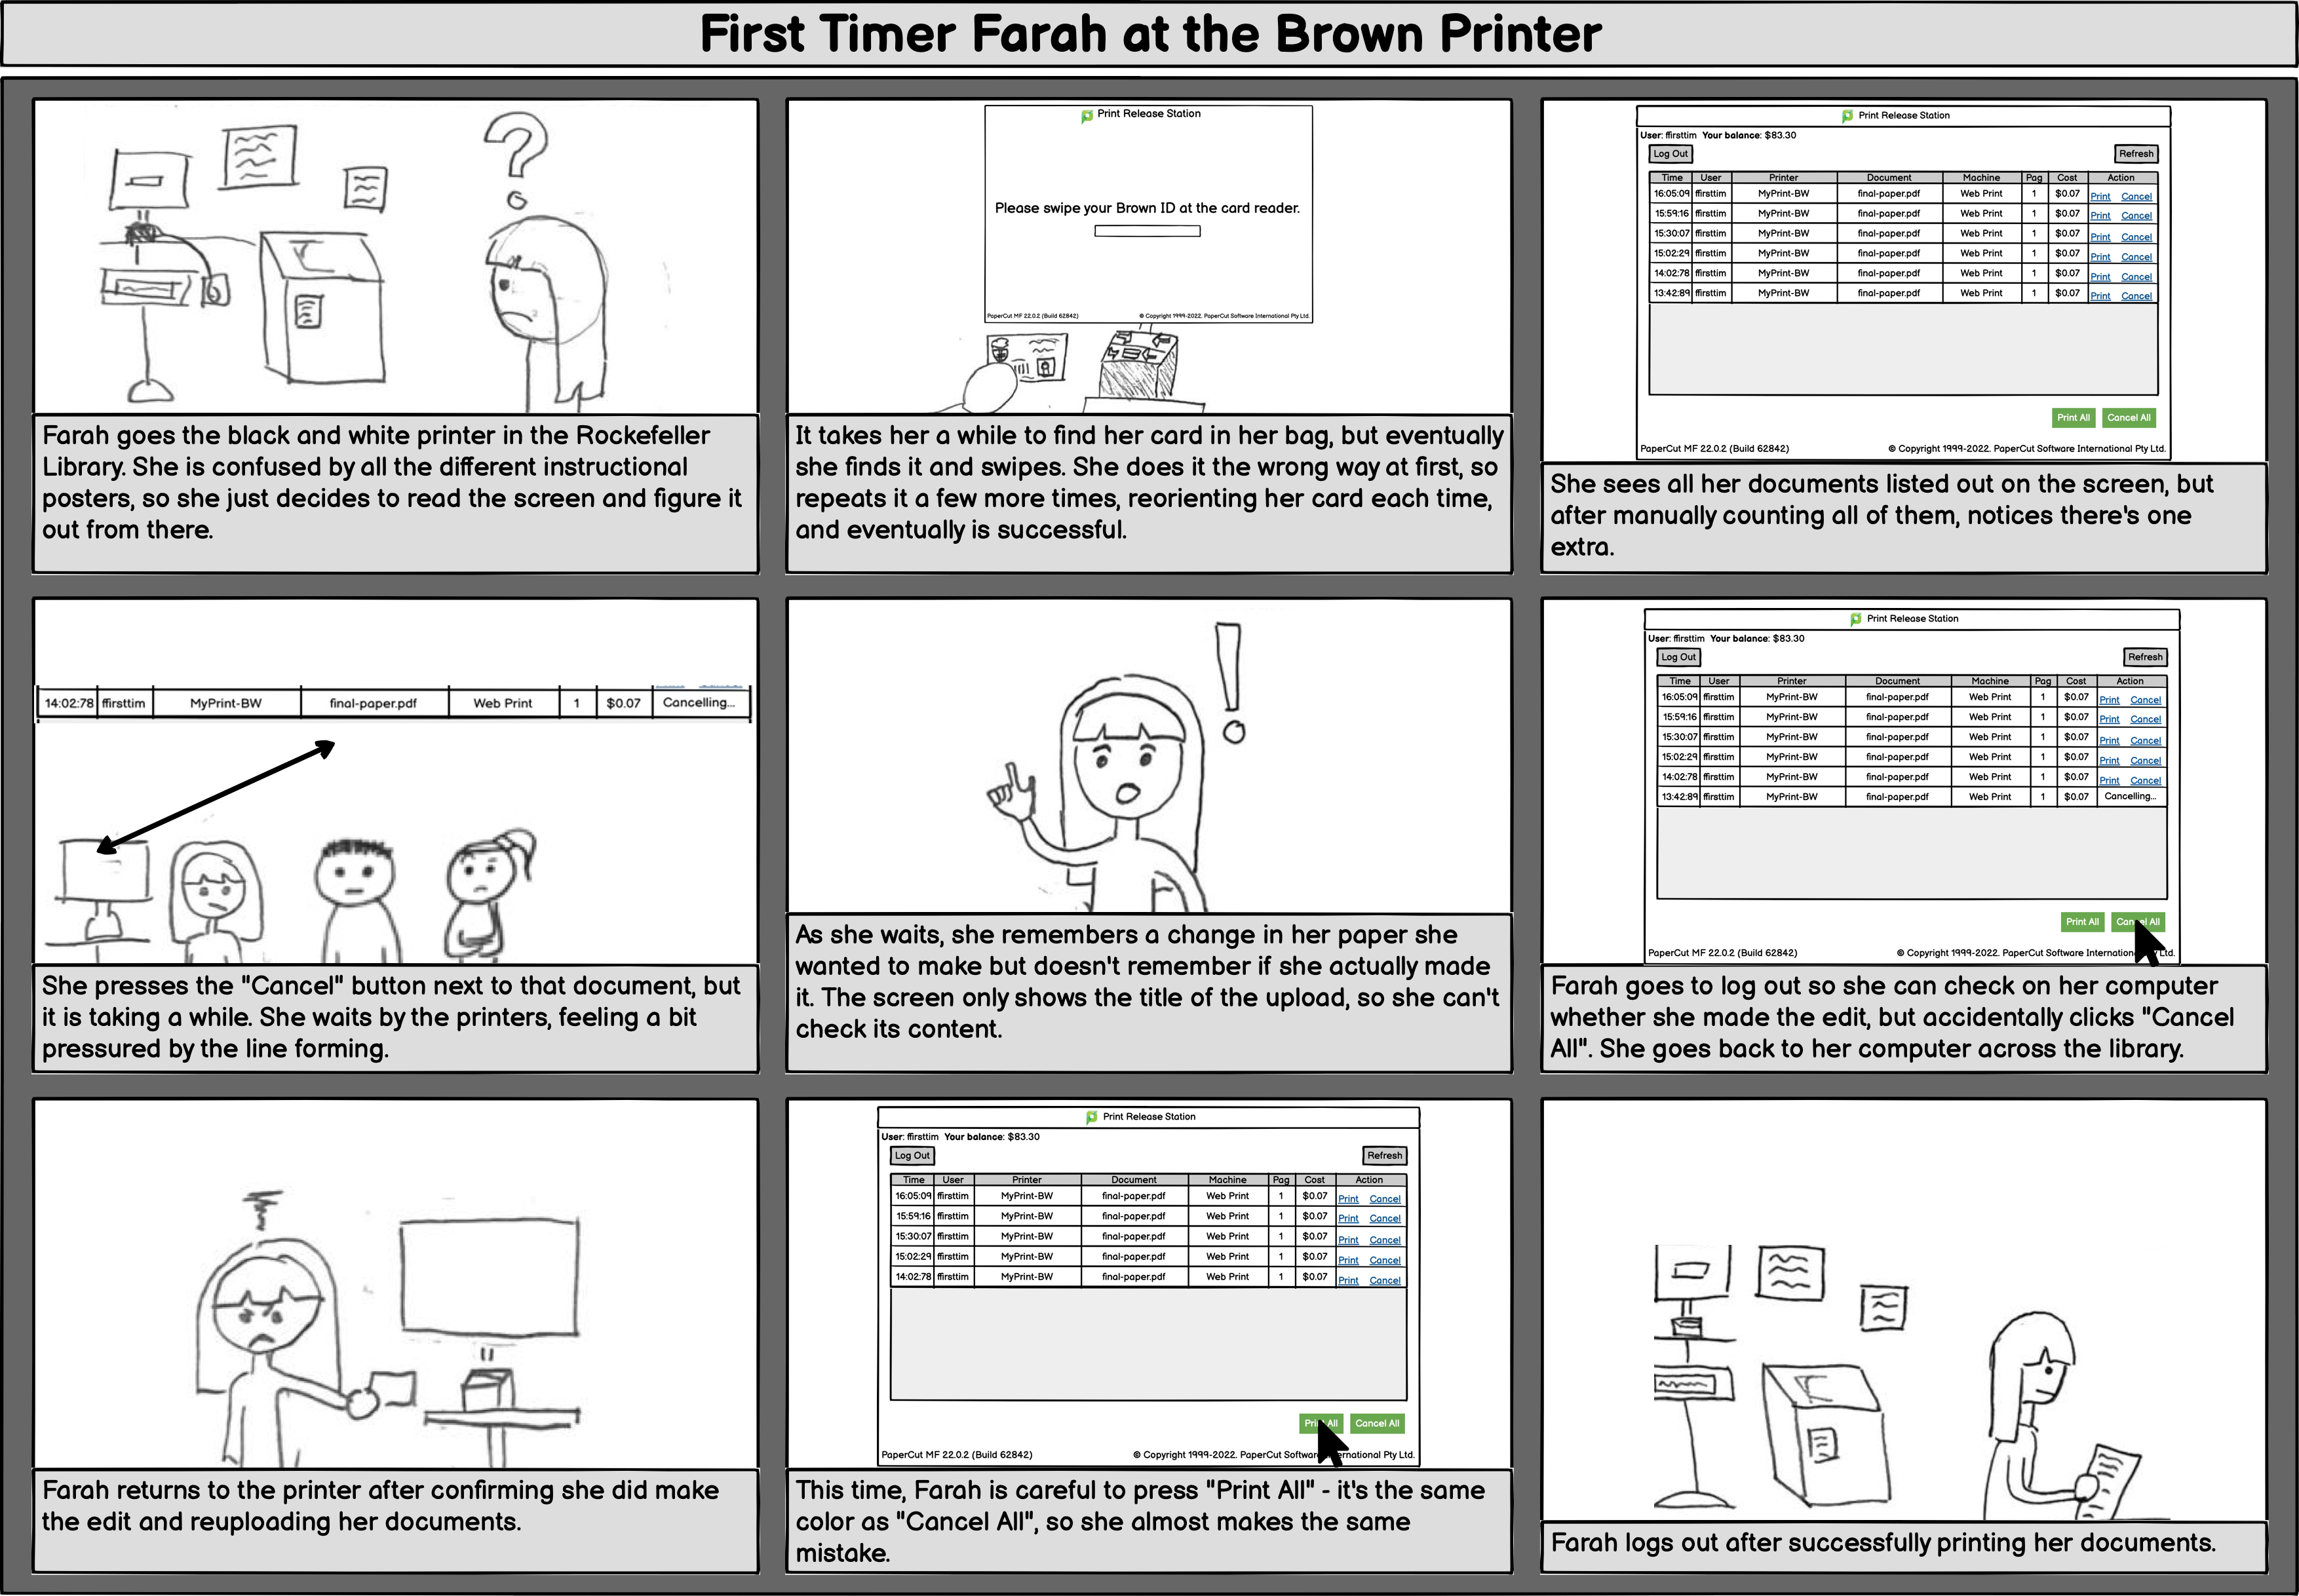 First Timer Farah at the Brown Printer
Farah goes the black and white printer in the Rockefeller
Library. She is confused by all the different instructional
posters, so she just decides to read the screen and figure it
out from there.
Print Release Station
Please swipe your Brown ID at the card reader.
PaperCut MF 22.0.2 (Build 62842) © Copyright 1999-2022. PaperCut Software International Pty Ltd.
It takes her a while to find her card in her bag, but eventually
she finds it and swipes. She does it the wrong way at first, so
repeats it a few more times, reorienting her card each time,
and eventually is successful.
Print Release Station
User: ffirsttim Your balance: $83.30
Log Out Refresh
Time User Printer Document Machine Pag Cost Action
16:05:09 ffirsttim MyPrint-BW final-paper.pdf Web Print 1 $0.07 Print Cancel
15:59:16 ffirsttim MyPrint-BW final-paper.pdf Web Print 1 $0.07 Print Cancel
15:30:07 ffirsttim MyPrint-BW final-paper.pdf Web Print 1 $0.07 Print Cancel
15:02:29 ffirsttim MyPrint-BW final-paper.pdf Web Print 1 $0.07 Print Cancel
14:02:78 ffirsttim MyPrint-BW final-paper.pdf Web Print 1 $0.07 Print Cancel
13:42:89 ffirsttim MyPrint-BW final-paper.pdf Web Print 1 $0.07 Print Cancel
Print All Cancel All
PaperCut MF 22.0.2 (Build 62842) © Copyright 1999-2022. PaperCut Software International Pty Ltd.
She sees all her documents listed out on the screen, but
after manually counting all of them, notices there's one
extra.
14:02:78 ffirsttim MyPrint-BW final-paper.pdf Web Print 1 $0.07 Cancelling...
She presses the "Cancel" button next to that document, but
it is taking a while. She waits by the printers, feeling a bit
pressured by the line forming.
As she waits, she remembers a change in her paper she
wanted to make but doesn't remember if she actually made
it. The screen only shows the title of the upload, so she can't
check its content.
Print Release Station
User: ffirsttim Your balance: $83.30
Log Out Refresh
Time User Printer Document Machine Pag Cost Action
16:05:09 ffirsttim MyPrint-BW final-paper.pdf Web Print 1 $0.07 Print Cancel
15:59:16 ffirsttim MyPrint-BW final-paper.pdf Web Print 1 $0.07 Print Cancel
15:30:07 ffirsttim MyPrint-BW final-paper.pdf Web Print 1 $0.07 Print Cancel
15:02:29 ffirsttim MyPrint-BW final-paper.pdf Web Print 1 $0.07 Print Cancel
14:02:78 ffirsttim MyPrint-BW final-paper.pdf Web Print 1 $0.07 Print Cancel
13:42:89 ffirsttim MyPrint-BW final-paper.pdf Web Print 1 $0.07 Cancelling...
Print All Cancel All
PaperCut MF 22.0.2 (Build 62842) © Copyright 1999-2022. PaperCut Software International Pty Ltd.
Farah goes to log out so she can check on her computer
whether she made the edit, but accidentally clicks "Cancel
All". She goes back to her computer across the library.
Farah returns to the printer after confirming she did make
the edit and reuploading her documents.
Print Release Station
User: ffirsttim Your balance: $83.30
Log Out Refresh
Time User Printer Document Machine Pag Cost Action
16:05:09 ffirsttim MyPrint-BW final-paper.pdf Web Print 1 $0.07 Print Cancel
15:59:16 ffirsttim MyPrint-BW final-paper.pdf Web Print 1 $0.07 Print Cancel
15:30:07 ffirsttim MyPrint-BW final-paper.pdf Web Print 1 $0.07 Print Cancel
15:02:29 ffirsttim MyPrint-BW final-paper.pdf Web Print 1 $0.07 Print Cancel
14:02:78 ffirsttim MyPrint-BW final-paper.pdf Web Print 1 $0.07 Print Cancel
Print All Cancel All
PaperCut MF 22.0.2 (Build 62842) © Copyright 1999-2022. PaperCut Software International Pty Ltd.
This time, Farah is careful to press "Print All" - it's the same
color as "Cancel All", so she almost makes the same
mistake.
Farah logs out after successfully printing her documents.